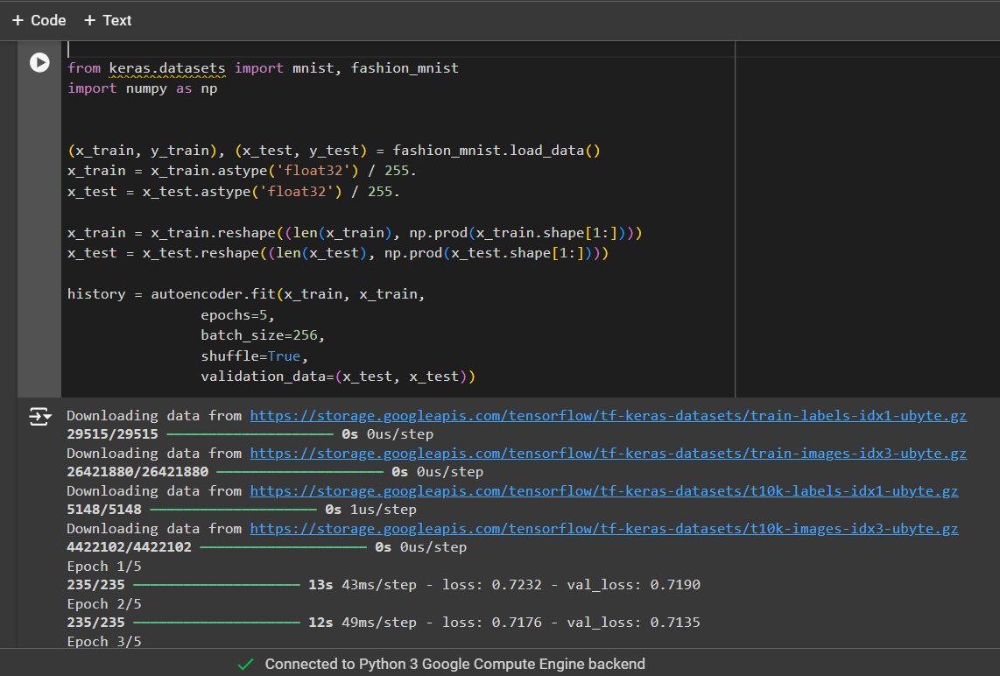 + Code + Text
from keras.datasets import mnist, fashion_mnist
import numpy as np
(x_train, y_train), (x_test, y_test) = fashion_mnist.load_data()
x_train = x_train.astype('float32') / 255.
x_test = x_test.astype('float32') / 255.
x_train = x_train.reshape((len(x_train), np.prod(x_train.shape[1:])))
x_test = x_test.reshape((len(x_test), np.prod(x_test.shape[1:])))
history = autoencoder.fit(x_train, x_train,
epochs=5,
batch_size=256,
shuffle=True,
validation_data=(x_test, x_test))
Downloading data from https://storage.googleapis.com/tensorflow/tf-keras-datasets/train-labels-idx1-ubyte.gz
29515/29515 0s 0us/step
Downloading data from https://storage.googleapis.com/tensorflow/tf-keras-datasets/train-images-idx3-ubyte.gz
26421880/26421880 0s 0us/step
Downloading data from https://storage.googleapis.com/tensorflow/tf-keras-datasets/t10k-labels-idx1-ubyte.gz
5148/5148 0s 1us/step
Downloading data from https://storage.googleapis.com/tensorflow/tf-keras-datasets/t10k-images-idx3-ubyte.gz
4422102/4422102 0s 0us/step
Epoch 1/5
235/235 13s 43ms/step - loss: 0.7232 - val_loss: 0.7190
Epoch 2/5
235/235 12s 49ms/step - loss: 0.7176 - val_loss: 0.7135
Epoch 3/5
Connected to Python 3 Google Compute Engine backend